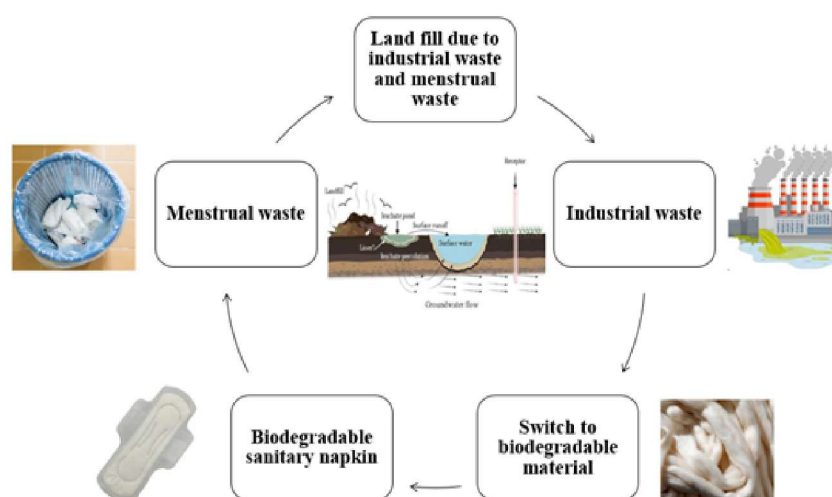 Land fill due to
industrial waste
and menstrual
waste
Menstrual waste
Receptor
Landfill
leachate pond
Surface runoff
Liner
Surface water
leachate percolation
Groundwater flow
Industrial waste
Biodegradable
sanitary napkin
Switch to
biodegradable
material